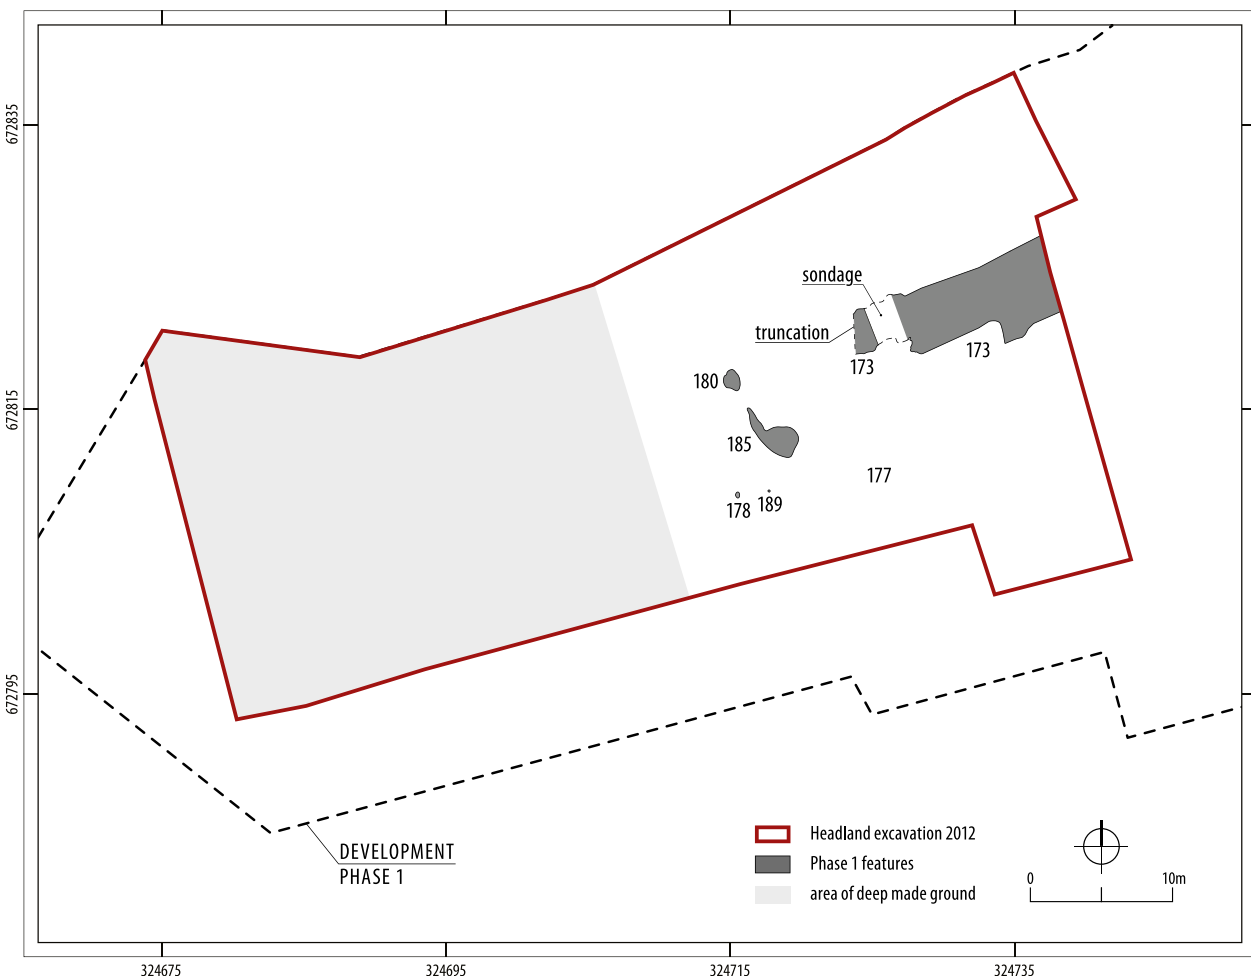 672835
sondage
truncation
173
173
180
672815
185
177
178
189
672795
DEVELOPMENT
PHASE 1
Headland excavation 2012
Phase 1 features
area of deep made ground
0
10m
324675
324695
324715
324735